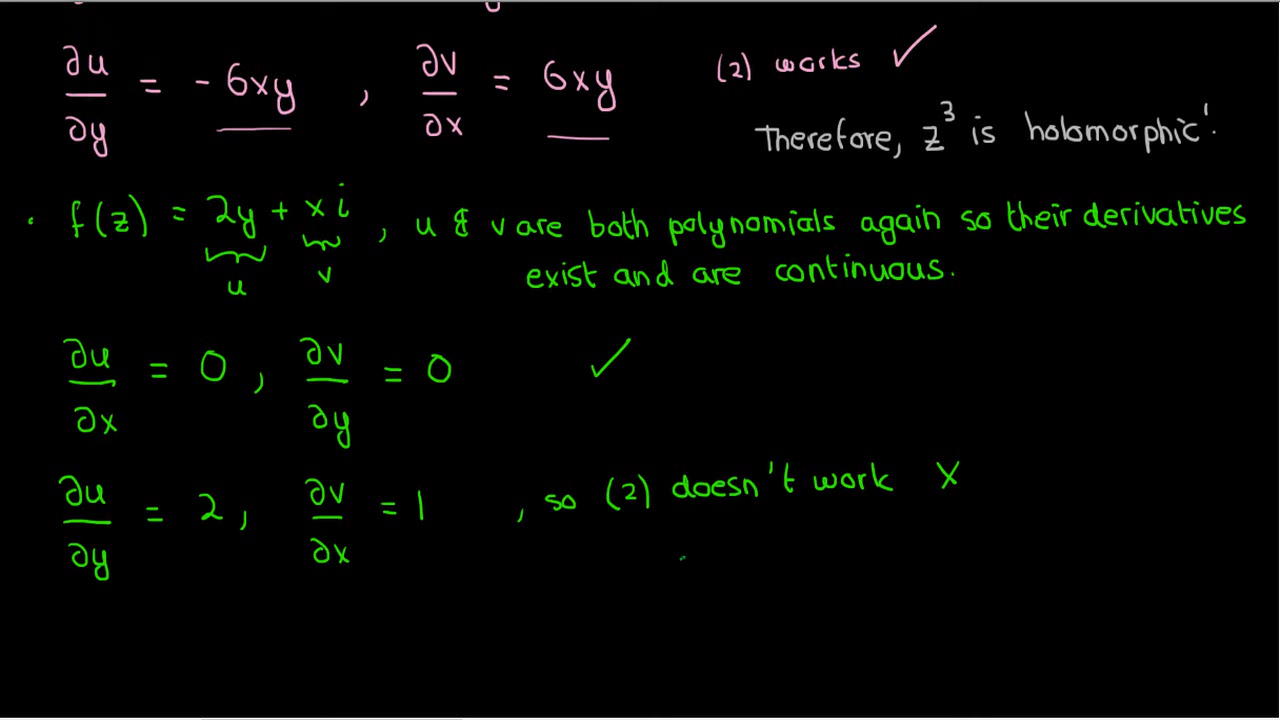 ∂u/∂y = - 6xy , ∂v/∂x = 6xy (2) works ✓
Therefore, z³ is holomorphic!
· f(z) = 2y + xi , u & v are both polynomials again so their derivatives
u v exist and are continuous.
∂u/∂x = 0 , ∂v/∂y = 0 ✓
∂u/∂y = 2 , ∂v/∂x = 1 , so (2) doesn't work X